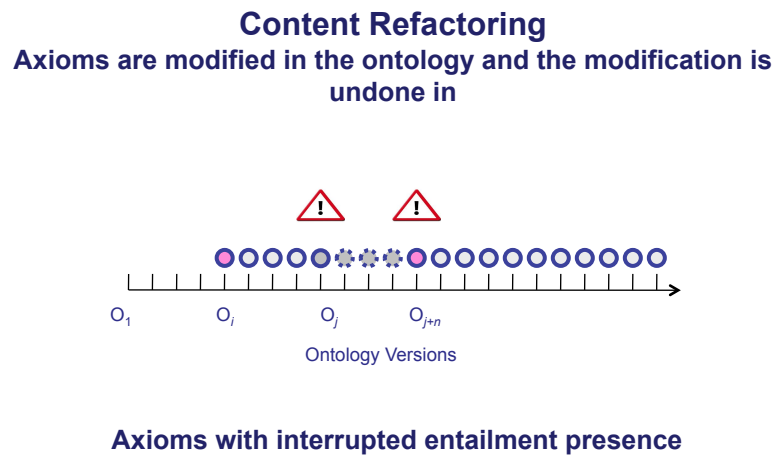 Content Refactoring
Axioms are modified in the ontology and the modification is
undone in
! !
O1 Oi Oj Oj+n
Ontology Versions
Axioms with interrupted entailment presence